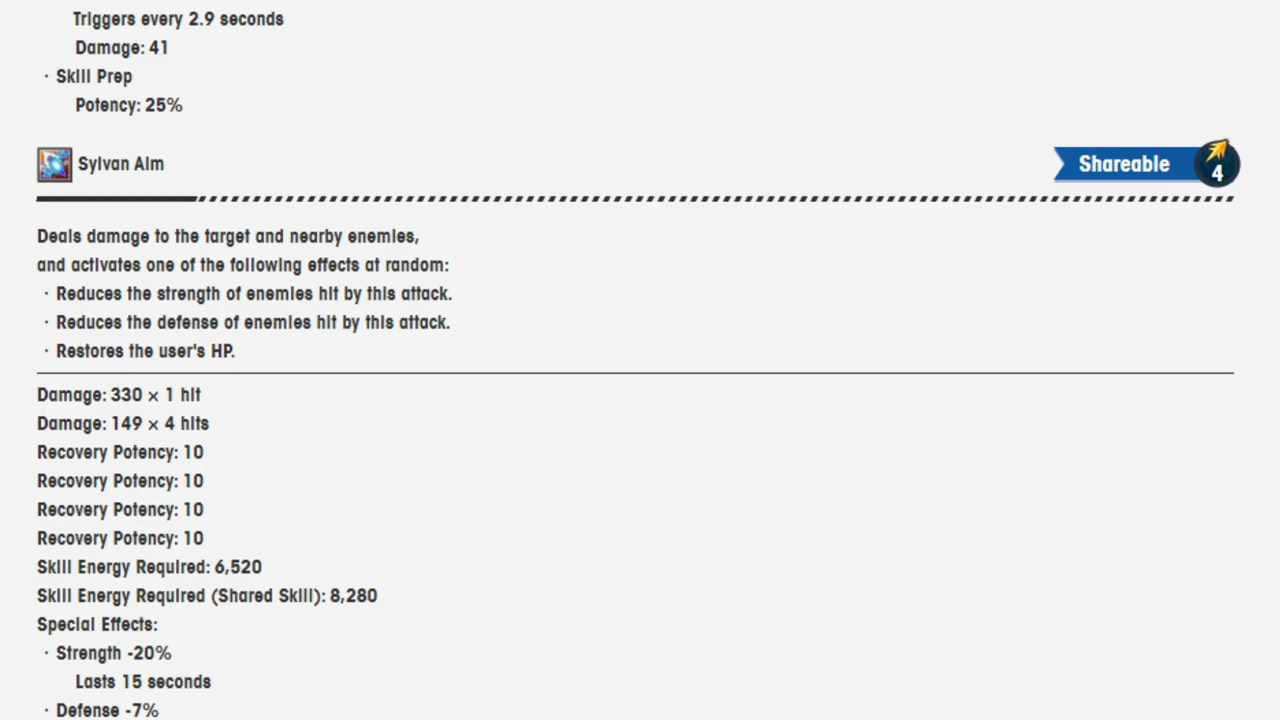 Triggers every 2.9 seconds
Damage: 41
· Skill Prep
Potency: 25%
Sylvan Aim
Shareable
4
Deals damage to the target and nearby enemies,
and activates one of the following effects at random:
· Reduces the strength of enemies hit by this attack.
· Reduces the defense of enemies hit by this attack.
· Restores the user's HP.
Damage: 330 × 1 hit
Damage: 149 × 4 hits
Recovery Potency: 10
Recovery Potency: 10
Recovery Potency: 10
Recovery Potency: 10
Skill Energy Required: 6,520
Skill Energy Required (Shared Skill): 8,280
Special Effects:
· Strength -20%
Lasts 15 seconds
· Defense -7%